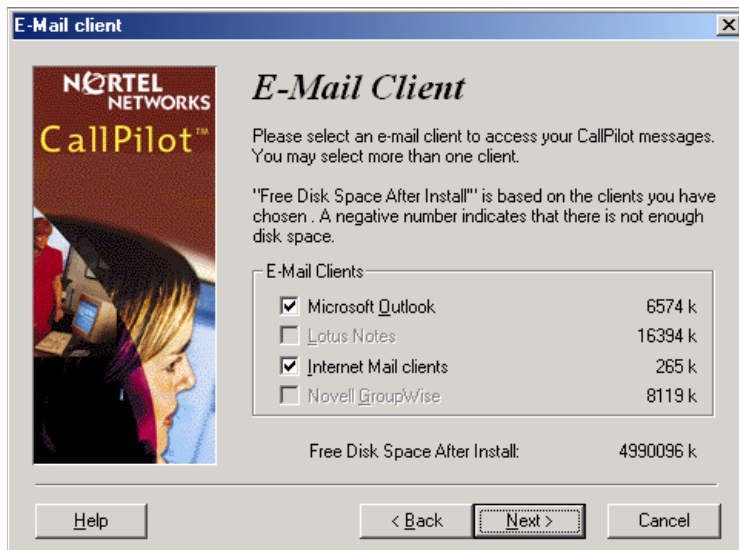 E-Mail client
NORTEL
NETWORKS
CallPilot™
E-Mail Client
Please select an e-mail client to access your CallPilot messages.
You may select more than one client.
"Free Disk Space After Install"' is based on the clients you have
chosen . A negative number indicates that there is not enough
disk space.
E-Mail Clients
Microsoft Outlook 6574 k
Lotus Notes 16394 k
Internet Mail clients 265 k
Novell GroupWise 8119 k
Free Disk Space After Install: 4990096 k
Help < Back Next > Cancel